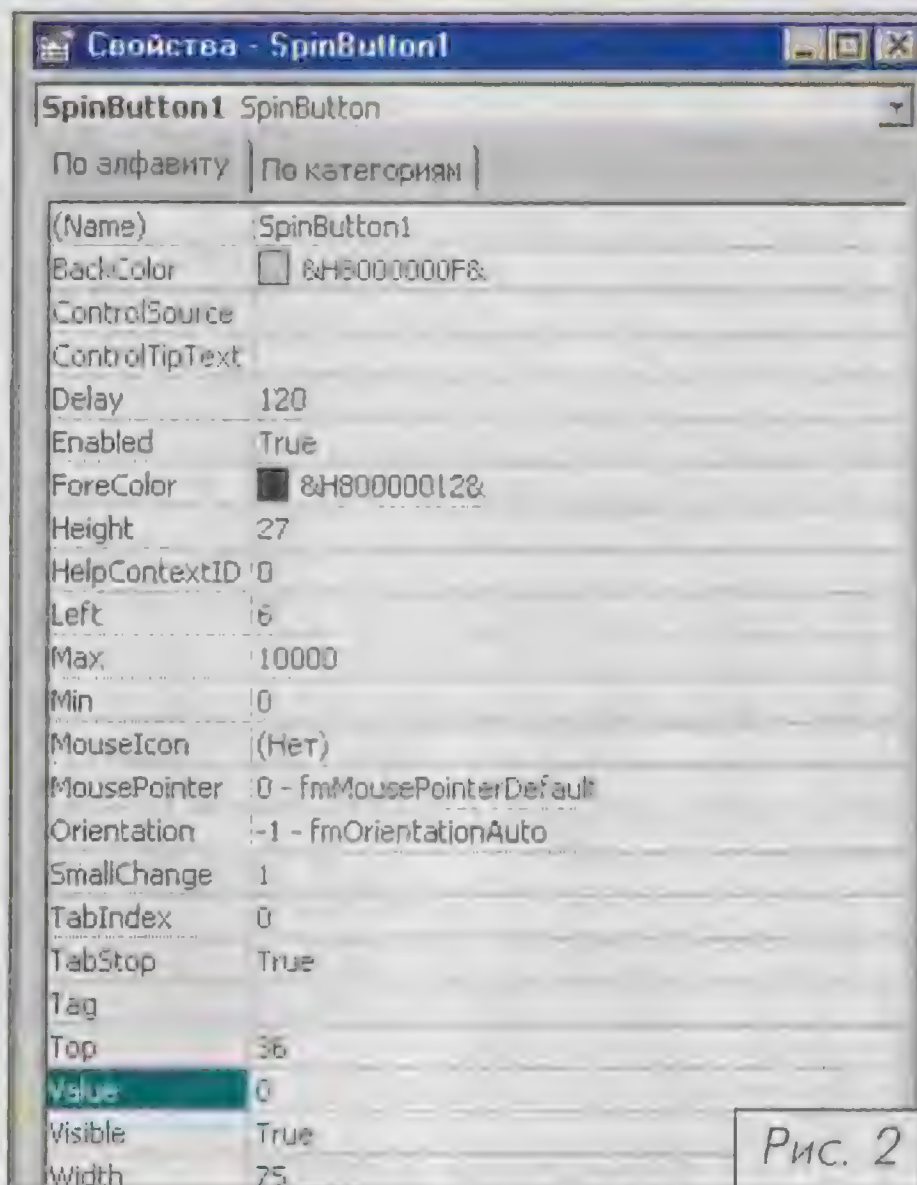 Свойства - SpinButton1
SpinButton1 SpinButton
По алфавиту По категориям
(Name) SpinButton1
BackColor &H8000000F&
ControlSource
ControlTipText
Delay 120
Enabled True
ForeColor &H80000012&
Height 27
HelpContextID 0
Left 6
Max 10000
Min 0
MouseIcon (Нет)
MousePointer 0 - fmMousePointerDefault
Orientation -1 - fmOrientationAuto
SmallChange 1
TabIndex 0
TabStop True
Tag
Top 36
Value 0
Visible True
Width 75
Рис. 2